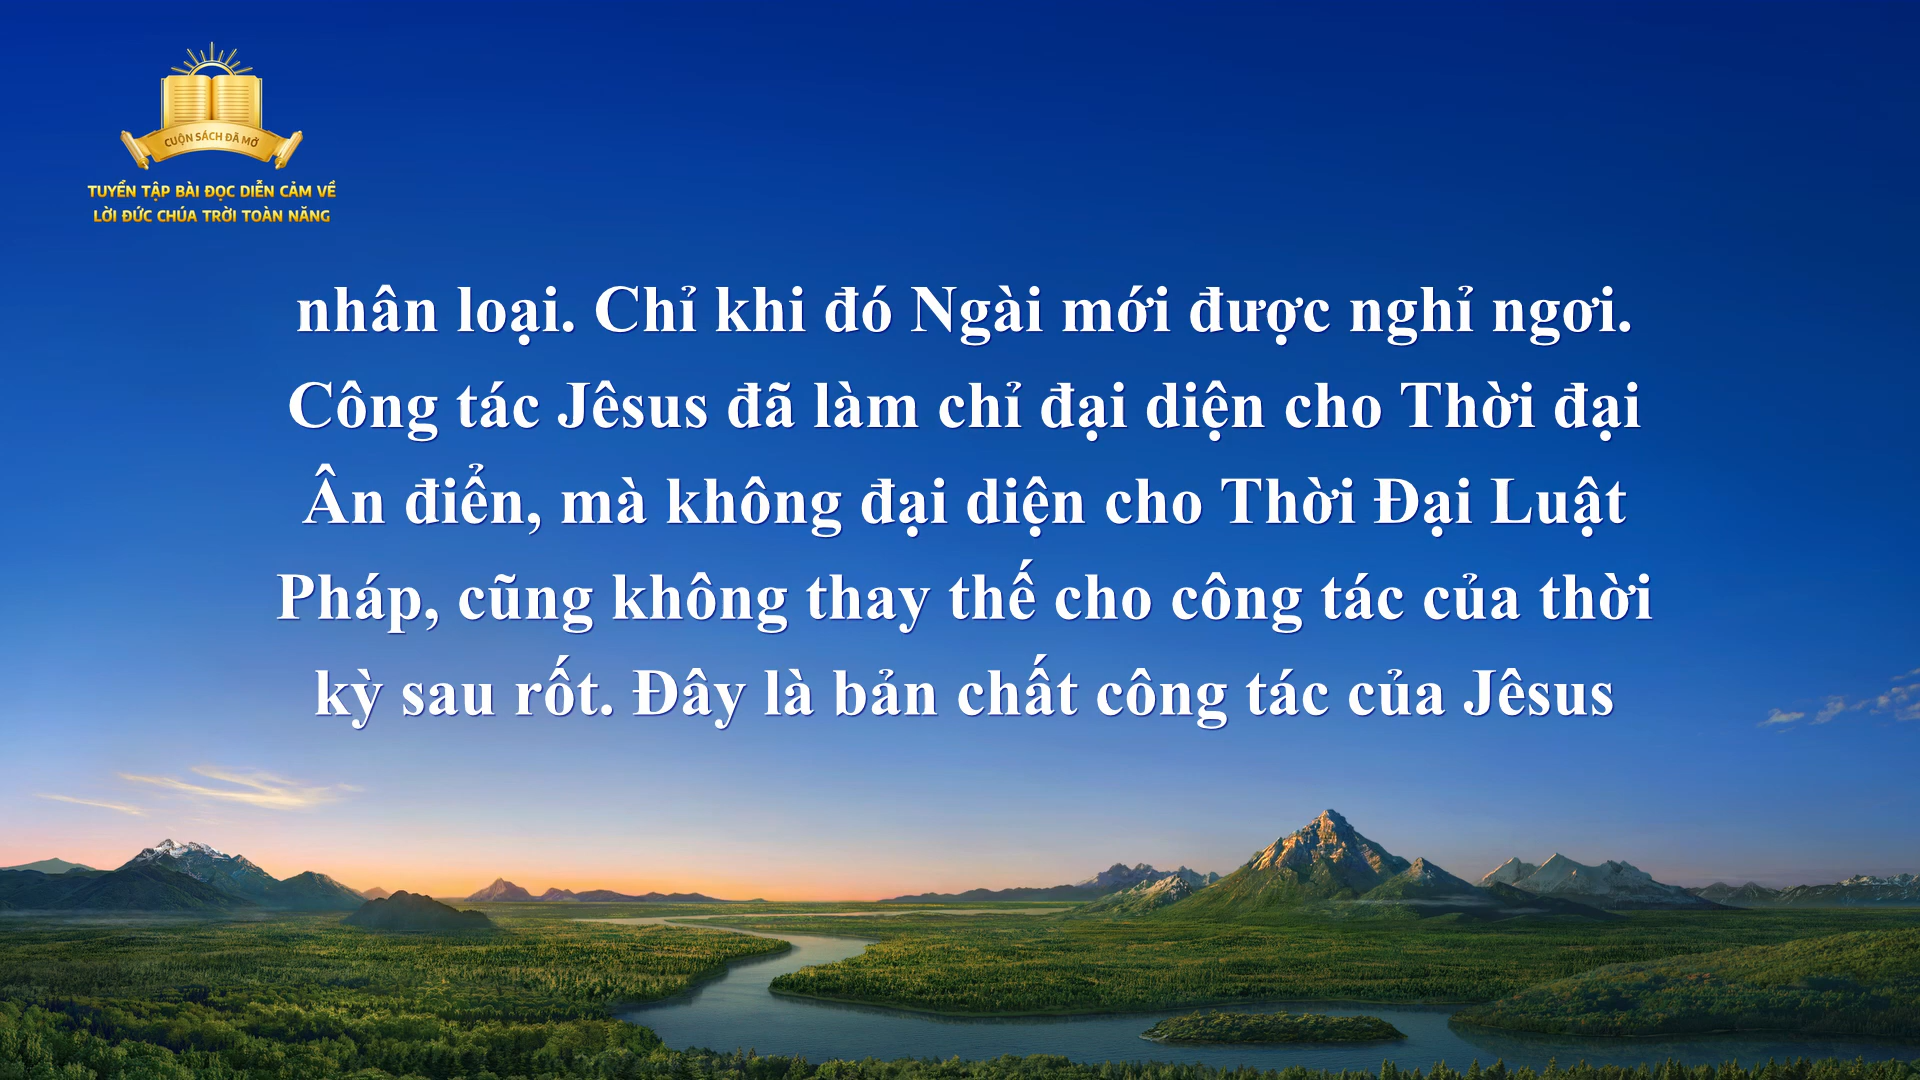 CUỘN SÁCH ĐÃ MỞ
TUYỂN TẬP BÀI ĐỌC DIỄN CẢM VỀ
LỜI ĐỨC CHÚA TRỜI TOÀN NĂNG
nhân loại. Chỉ khi đó Ngài mới được nghỉ ngơi.
Công tác Jêsus đã làm chỉ đại diện cho Thời đại
Ân điển, mà không đại diện cho Thời Đại Luật
Pháp, cũng không thay thế cho công tác của thời
kỳ sau rốt. Đây là bản chất công tác của Jêsus